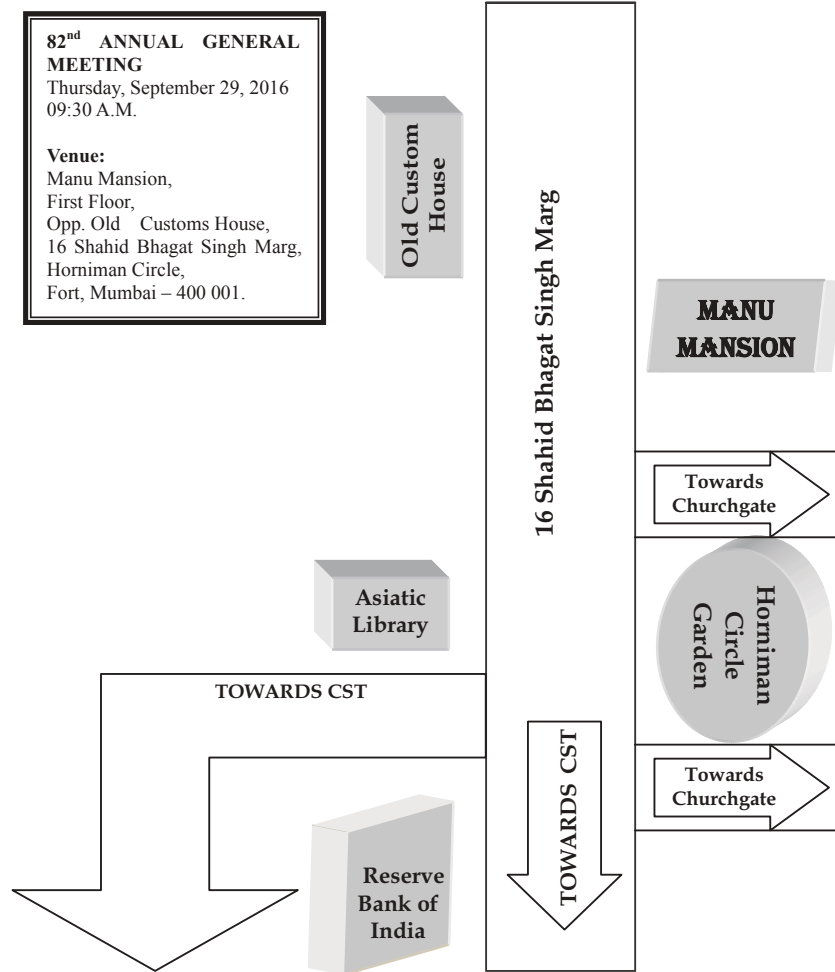 82nd ANNUAL GENERAL
MEETING
Thursday, September 29, 2016
09:30 A.M.
Venue:
Manu Mansion,
First Floor,
Opp. Old Customs House,
16 Shahid Bhagat Singh Marg,
Horniman Circle,
Fort, Mumbai – 400 001.
Old Custom
House
16 Shahid Bhagat Singh Marg
MANU
MANSION
Towards
Churchgate
Horniman
Circle
Garden
Asiatic
Library
TOWARDS CST
TOWARDS CST
Towards
Churchgate
Reserve
Bank of
India